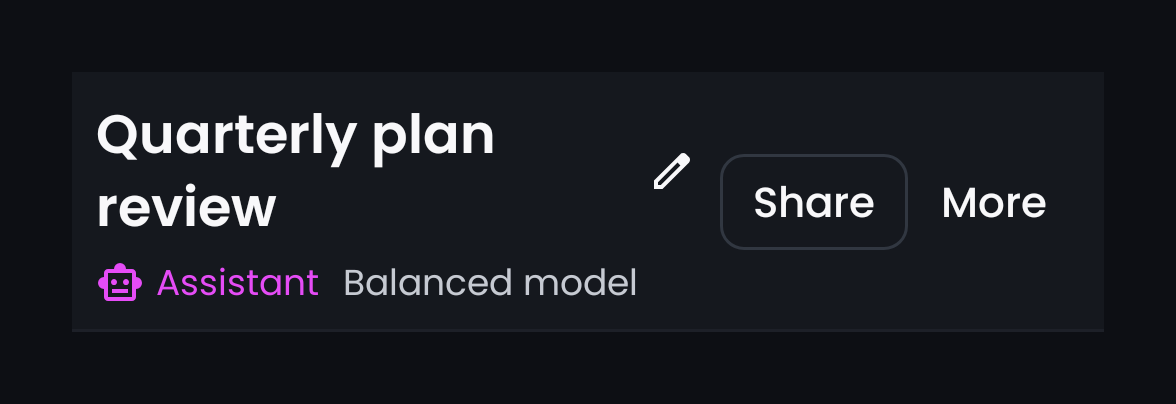 Quarterly plan
review
Share
More
Assistant
Balanced model